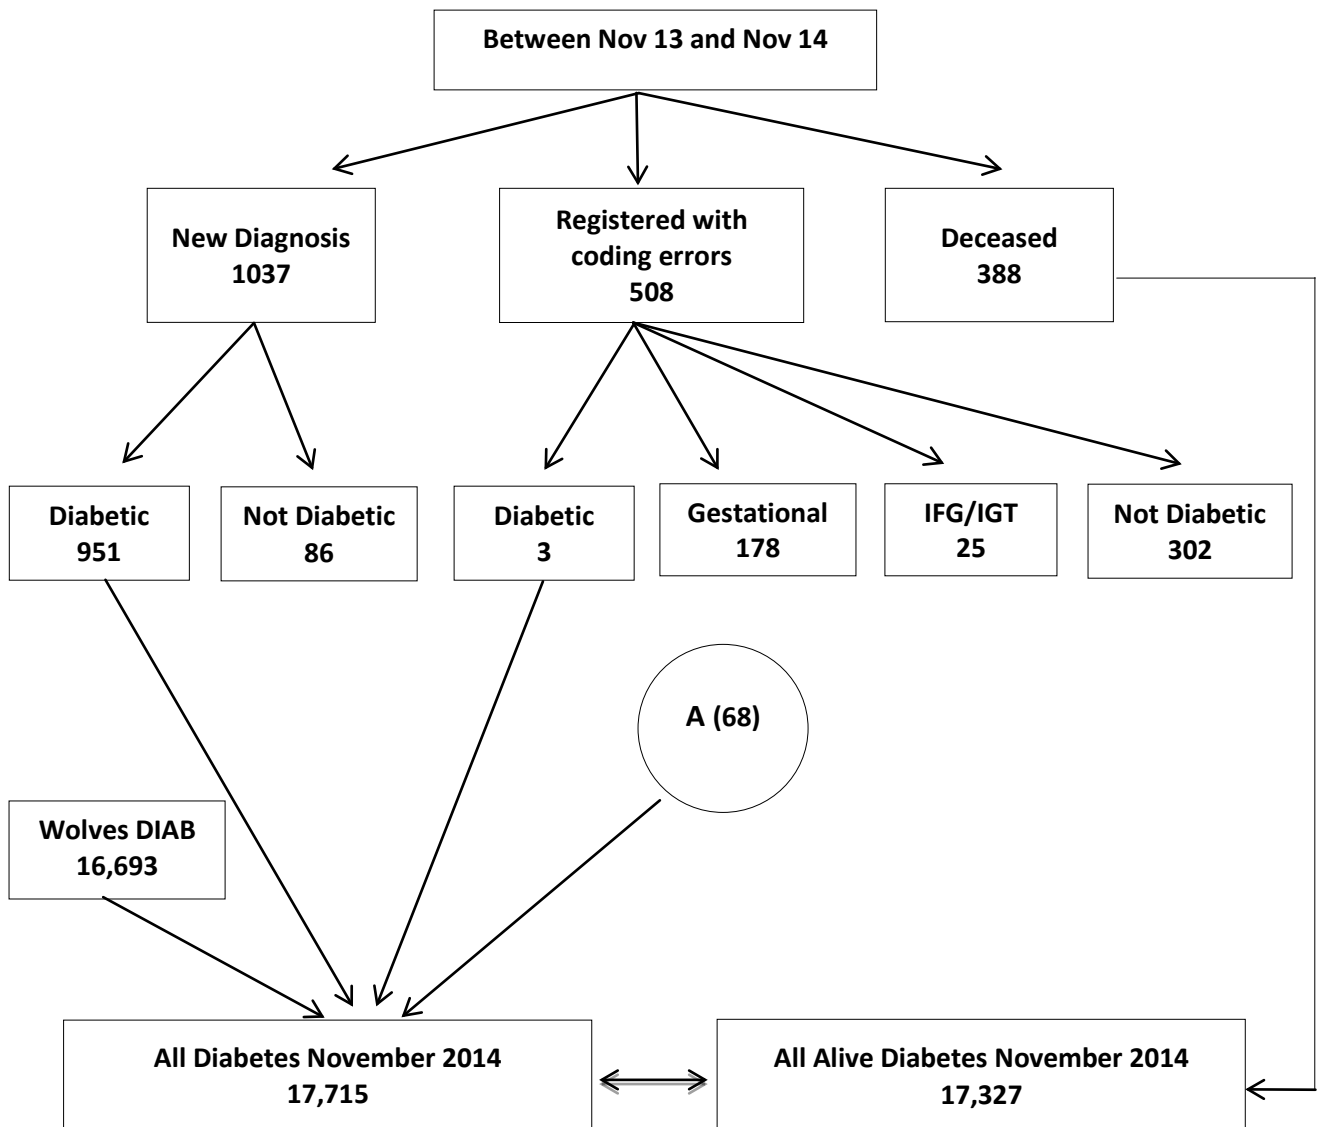 Between Nov 13 and Nov 14
New Diagnosis
1037
Registered with
coding errors
508
Deceased
388
Diabetic
951
Not Diabetic
86
Diabetic
3
Gestational
178
IFG/IGT
25
Not Diabetic
302
A (68)
Wolves DIAB
16,693
All Diabetes November 2014
17,715
All Alive Diabetes November 2014
17,327